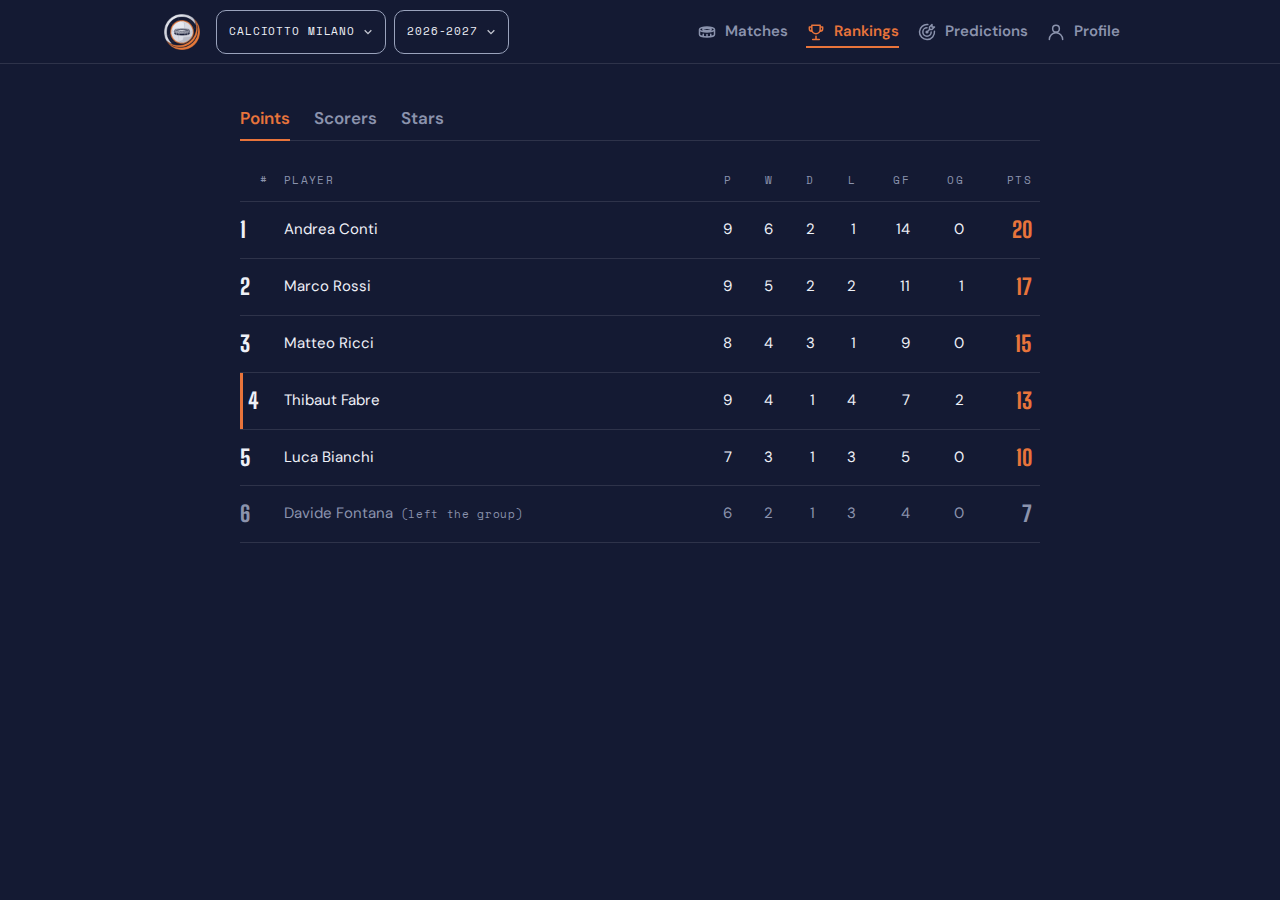 CALCIOTTO MILANO 2026-2027 Matches Rankings Predictions Profile
Points Scorers Stars
# PLAYER P W D L GF OG PTS
1 Andrea Conti 9 6 2 1 14 0 20
2 Marco Rossi 9 5 2 2 11 1 17
3 Matteo Ricci 8 4 3 1 9 0 15
4 Thibaut Fabre 9 4 1 4 7 2 13
5 Luca Bianchi 7 3 1 3 5 0 10
6 Davide Fontana (left the group) 6 2 1 3 4 0 7